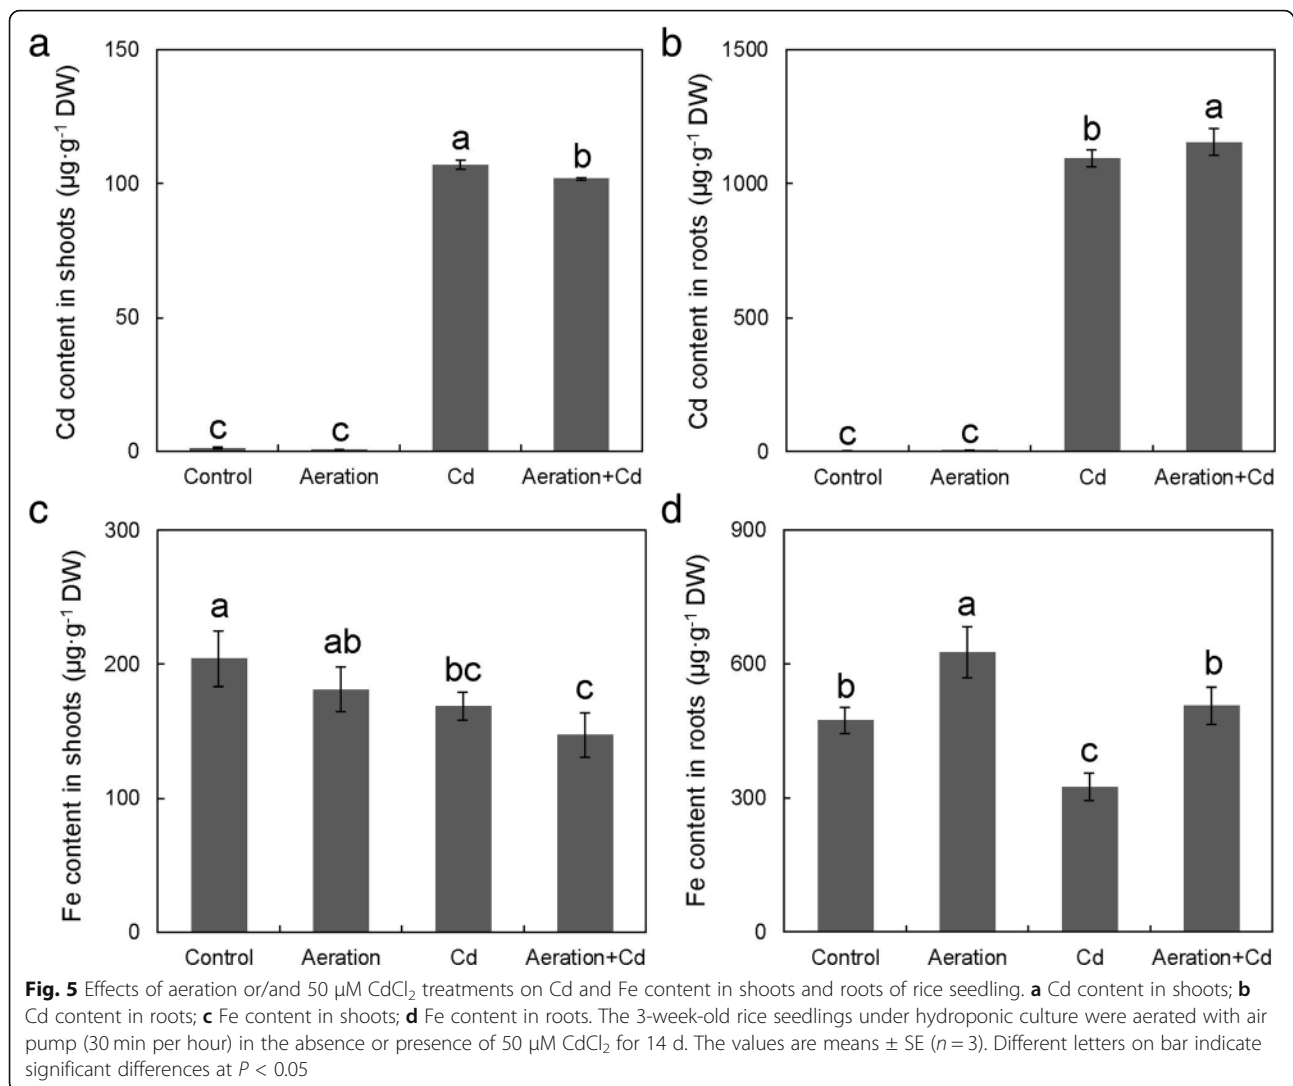 a
Cd content in shoots (µg·g⁻¹ DW)
150
100
50
0
c
c
a
b
Control
Aeration
Cd
Aeration+Cd
b
Cd content in roots (µg·g⁻¹ DW)
1500
1000
500
0
c
c
b
a
Control
Aeration
Cd
Aeration+Cd
c
Fe content in shoots (µg·g⁻¹ DW)
300
200
100
0
a
ab
bc
c
Control
Aeration
Cd
Aeration+Cd
d
Fe content in roots (µg·g⁻¹ DW)
900
600
300
0
b
a
c
b
Control
Aeration
Cd
Aeration+Cd
Fig. 5 Effects of aeration or/and 50 µM CdCl₂ treatments on Cd and Fe content in shoots and roots of rice seedling. a Cd content in shoots; b
Cd content in roots; c Fe content in shoots; d Fe content in roots. The 3-week-old rice seedlings under hydroponic culture were aerated with air
pump (30 min per hour) in the absence or presence of 50 µM CdCl₂ for 14 d. The values are means ± SE (n = 3). Different letters on bar indicate
significant differences at P < 0.05